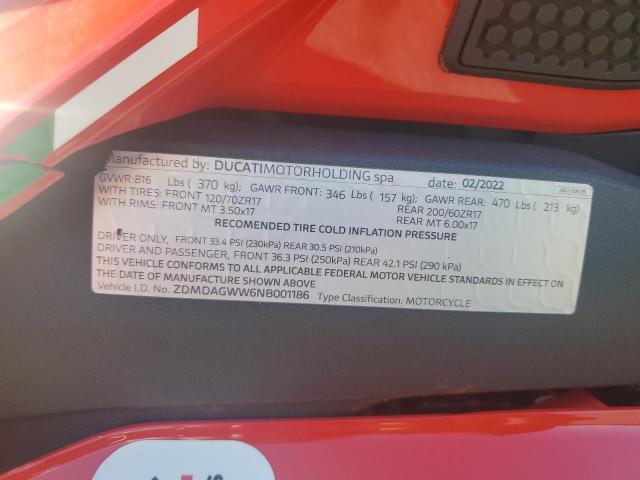 Manufactured by: DUCATIMOTORHOLDING spa date: 02/2022
GVWR:816 Lbs ( 370 kg); GAWR FRONT: 346 Lbs ( 157 kg); GAWR REAR: 470 Lbs ( 213 kg)
WITH TIRES: FRONT 120/70ZR17 REAR 200/60ZR17
WITH RIMS: FRONT MT 3.50x17 REAR MT 6.00x17
RECOMENDED TIRE COLD INFLATION PRESSURE
DRIVER ONLY, FRONT 33.4 PSI (230kPa) REAR 30.5 PSI (210kPa)
DRIVER AND PASSENGER, FRONT 36.3 PSI (250kPa) REAR 42.1 PSI (290 kPa)
THIS VEHICLE CONFORMS TO ALL APPLICABLE FEDERAL MOTOR VEHICLE STANDARDS IN EFFECT ON
THE DATE OF MANUFACTURE SHOWN ABOVE
Vehicle I.D. No. ZDMDAGWW6NB001186 Type Classification: MOTORCYCLE